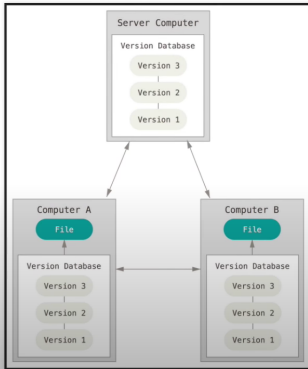 Server Computer
Version Database
Version 3
Version 2
Version 1
Computer A
File
Version Database
Version 3
Version 2
Version 1
Computer B
File
Version Database
Version 3
Version 2
Version 1